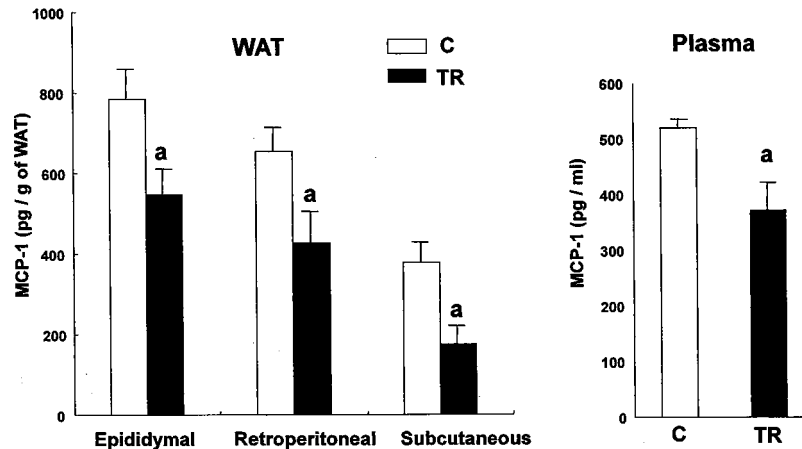 WAT
C
TR
MCP-1 (pg / g of WAT)
1000
800
600
400
200
0
a
a
a
Epididymal Retroperitoneal Subcutaneous
Plasma
MCP-1 (pg / ml)
600
500
400
300
200
100
0
a
C TR